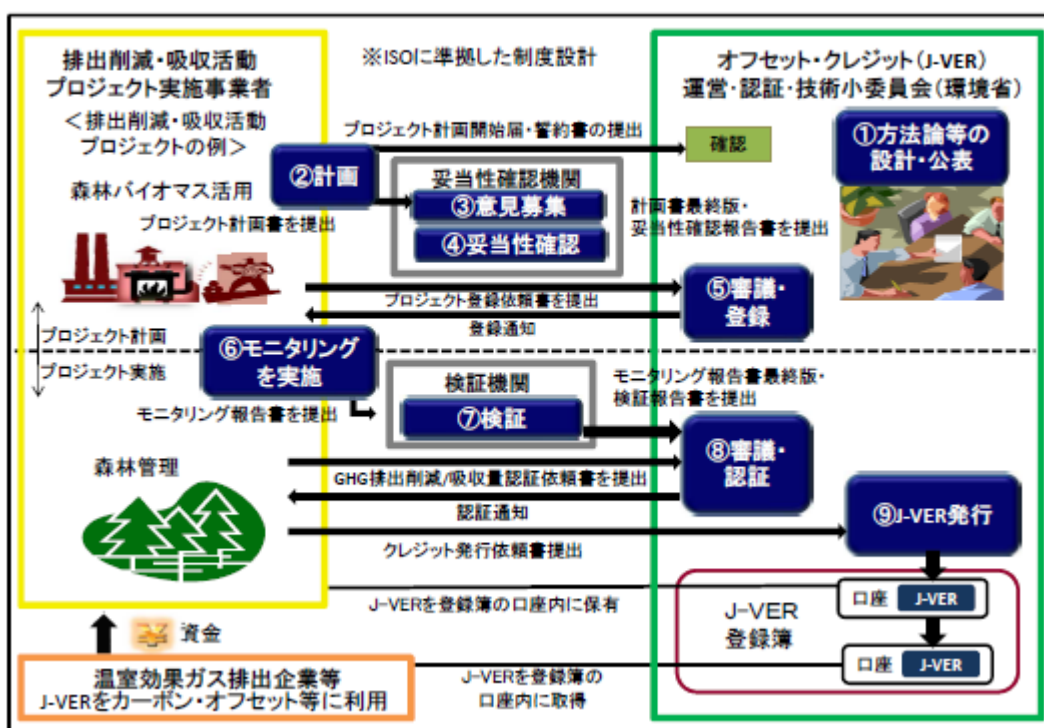 排出削減・吸収活動
プロジェクト実施事業者
＜排出削減・吸収活動
プロジェクトの例＞
※ISOに準拠した制度設計
オフセット・クレジット（J-VER）
運営・認証・技術小委員会（環境省）
プロジェクト計画開始届・誓約書の提出
確認
①方法論等の
設計・公表
②計画
妥当性確認機関
③意見募集
④妥当性確認
森林バイオマス活用
プロジェクト計画書を提出
計画書最終版・
妥当性確認報告書を提出
プロジェクト登録依頼書を提出
登録通知
⑤審議・
登録
プロジェクト計画
プロジェクト実施
⑥モニタリング
を実施
モニタリング報告書を提出
検証機関
⑦検証
モニタリング報告書最終版・
検証報告書を提出
⑧審議・
認証
森林管理
GHG排出削減/吸収量認証依頼書を提出
認証通知
クレジット発行依頼書提出
⑨J-VER発行
J-VERを登録簿の口座内に保有
J-VER
登録簿
口座 J-VER
口座 J-VER
資金
温室効果ガス排出企業等
J-VERをカーボン・オフセット等に利用
J-VERを登録簿の
口座内に取得